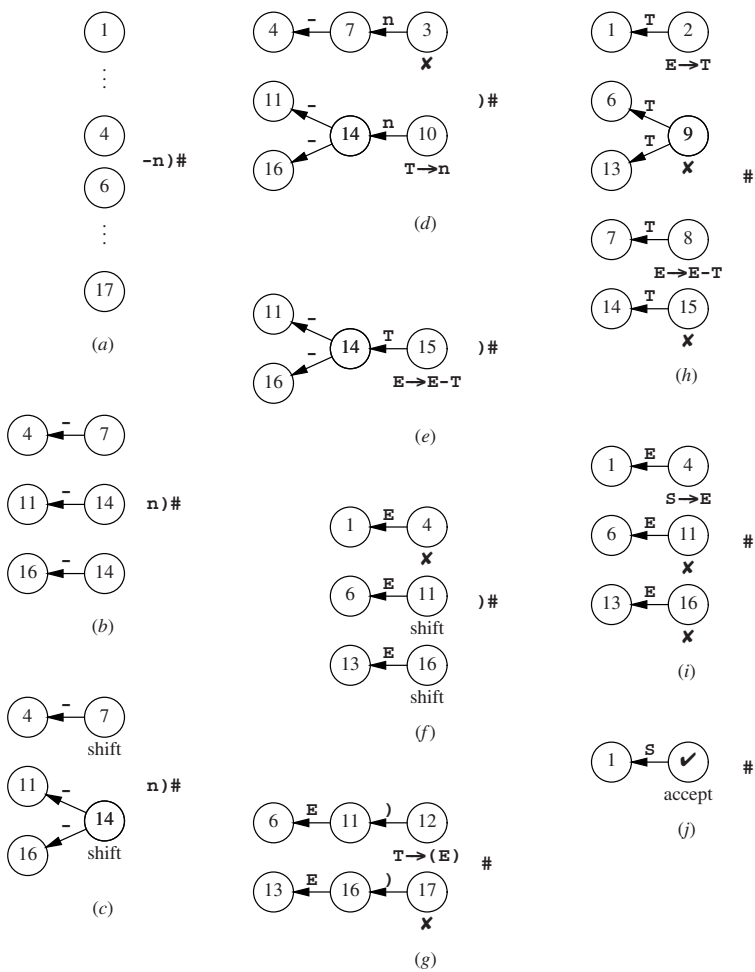 1
⋮
4
-n)#
6
⋮
17
(a)
4 - 7
11 - 14 n)#
16 - 14
(b)
4 - 7
shift
11 - n)#
14
16 - shift
(c)
4 - 7 n 3
✘
11 - )#
14 n 10
16 - T→n
(d)
11 -
14 T 15 )#
16 - E→E-T
(e)
1 E 4
✘
6 E 11 )#
shift
13 E 16
shift
(f)
6 E 11 ) 12
T→(E) #
13 E 16 ) 17
✘
(g)
1 T 2
E→T
6 T
9
13 T ✘
#
7 T 8
E→E-T
14 T 15
✘
(h)
1 E 4
S→E
6 E 11 #
✘
13 E 16
✘
(i)
1 S ✔ #
accept
(j)